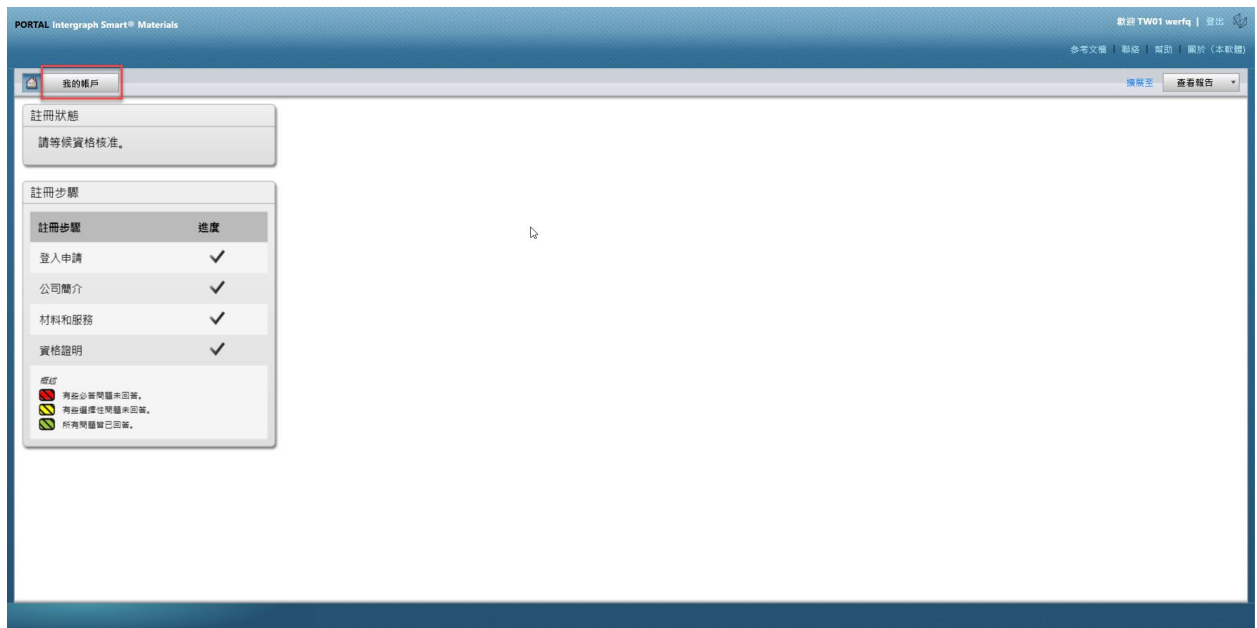 PORTAL Intergraph Smart® Materials
歡迎 TW01 werfq | 登出
參考文檔 | 聯絡 | 幫助 | 關於（本軟體）
我的帳戶
擴展至 查看報告
註冊狀態
請等候資格核准。
註冊步驟
註冊步驟 進度
登入申請
公司簡介
材料和服務
資格證明
概述
有些必答問題未回答。
有些選擇性問題未回答。
所有問題皆已回答。